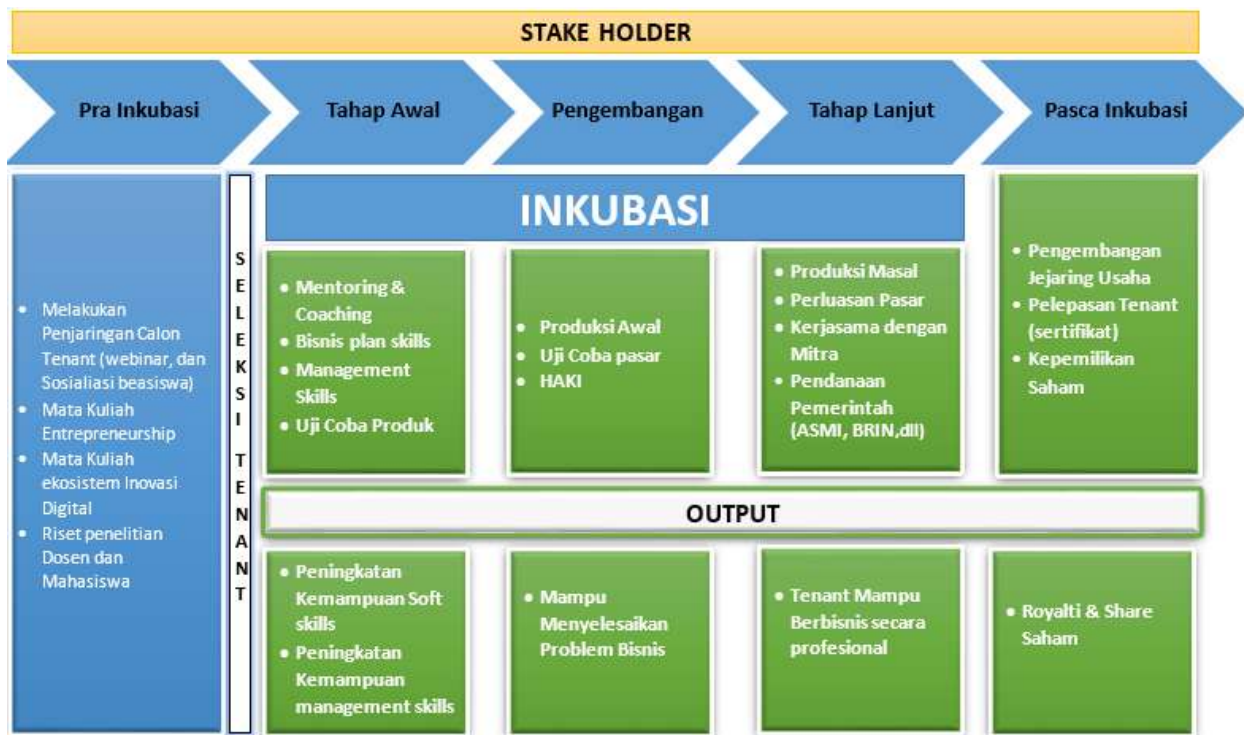 STAKE HOLDER
Pra Inkubasi
Tahap Awal
Pengembangan
Tahap Lanjut
Pasca Inkubasi
• Melakukan
Penjaringan Calon
Tenant (webinar, dan
Sosialiasi beasiswa)
• Mata Kuliah
Entrepreneurship
• Mata Kuliah
ekosistem Inovasi
Digital
• Riset penelitian
Dosen dan
Mahasiswa
SELEKSI TENANT
INKUBASI
• Mentoring &
Coaching
• Bisnis plan skills
• Management
Skills
• Uji Coba Produk
• Produksi Awal
• Uji Coba pasar
• HAKI
• Produksi Masal
• Perluasan Pasar
• Kerjasama dengan
Mitra
• Pendanaan
Pemerintah
(ASMI, BRIN,dll)
• Pengembangan
Jejaring Usaha
• Pelepasan Tenant
(sertifikat)
• Kepemilikan
Saham
OUTPUT
• Peningkatan
Kemampuan Soft
skills
• Peningkatan
Kemampuan
management skills
• Mampu
Menyelesaikan
Problem Bisnis
• Tenant Mampu
Berbisnis secara
profesional
• Royalti & Share
Saham